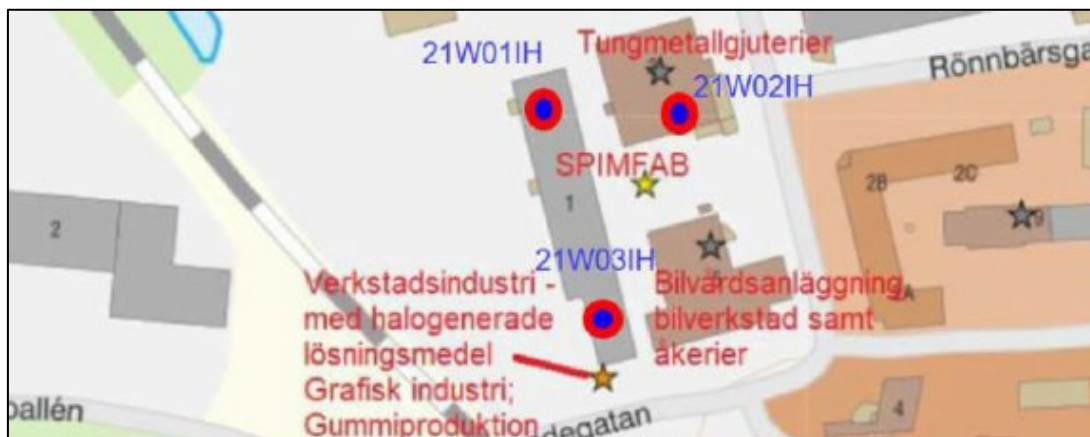 Tungmetallgjuterier
21W01IH
21W02IH
Rönnbärsga
SPIMFAB
2B
2C
9
1
2
21W03IH
Verkstadsindustri -
med halogenerade
lösningsmedel
Grafisk industri;
Gummiproduktion
Bilvårdsanläggning
bilverkstad samt
åkerier
4
degatan